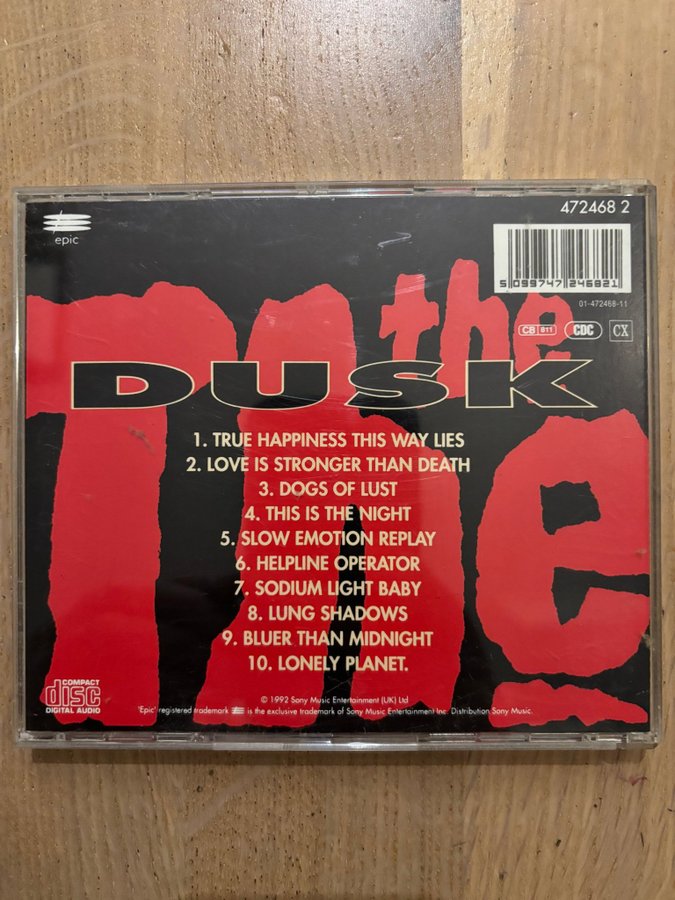 472468 2
epic
5 099747 246821
01-472468-11
CB 811 CDC CX
the
The
DUSK
1. TRUE HAPPINESS THIS WAY LIES
2. LOVE IS STRONGER THAN DEATH
3. DOGS OF LUST
4. THIS IS THE NIGHT
5. SLOW EMOTION REPLAY
6. HELPLINE OPERATOR
7. SODIUM LIGHT BABY
8. LUNG SHADOWS
9. BLUER THAN MIDNIGHT
10. LONELY PLANET.
COMPACT
disc
DIGITAL AUDIO
© 1992 Sony Music Entertainment (UK) Ltd
'Epic' registered trademark is the exclusive trademark of Sony Music Entertainment Inc. Distribution Sony Music.